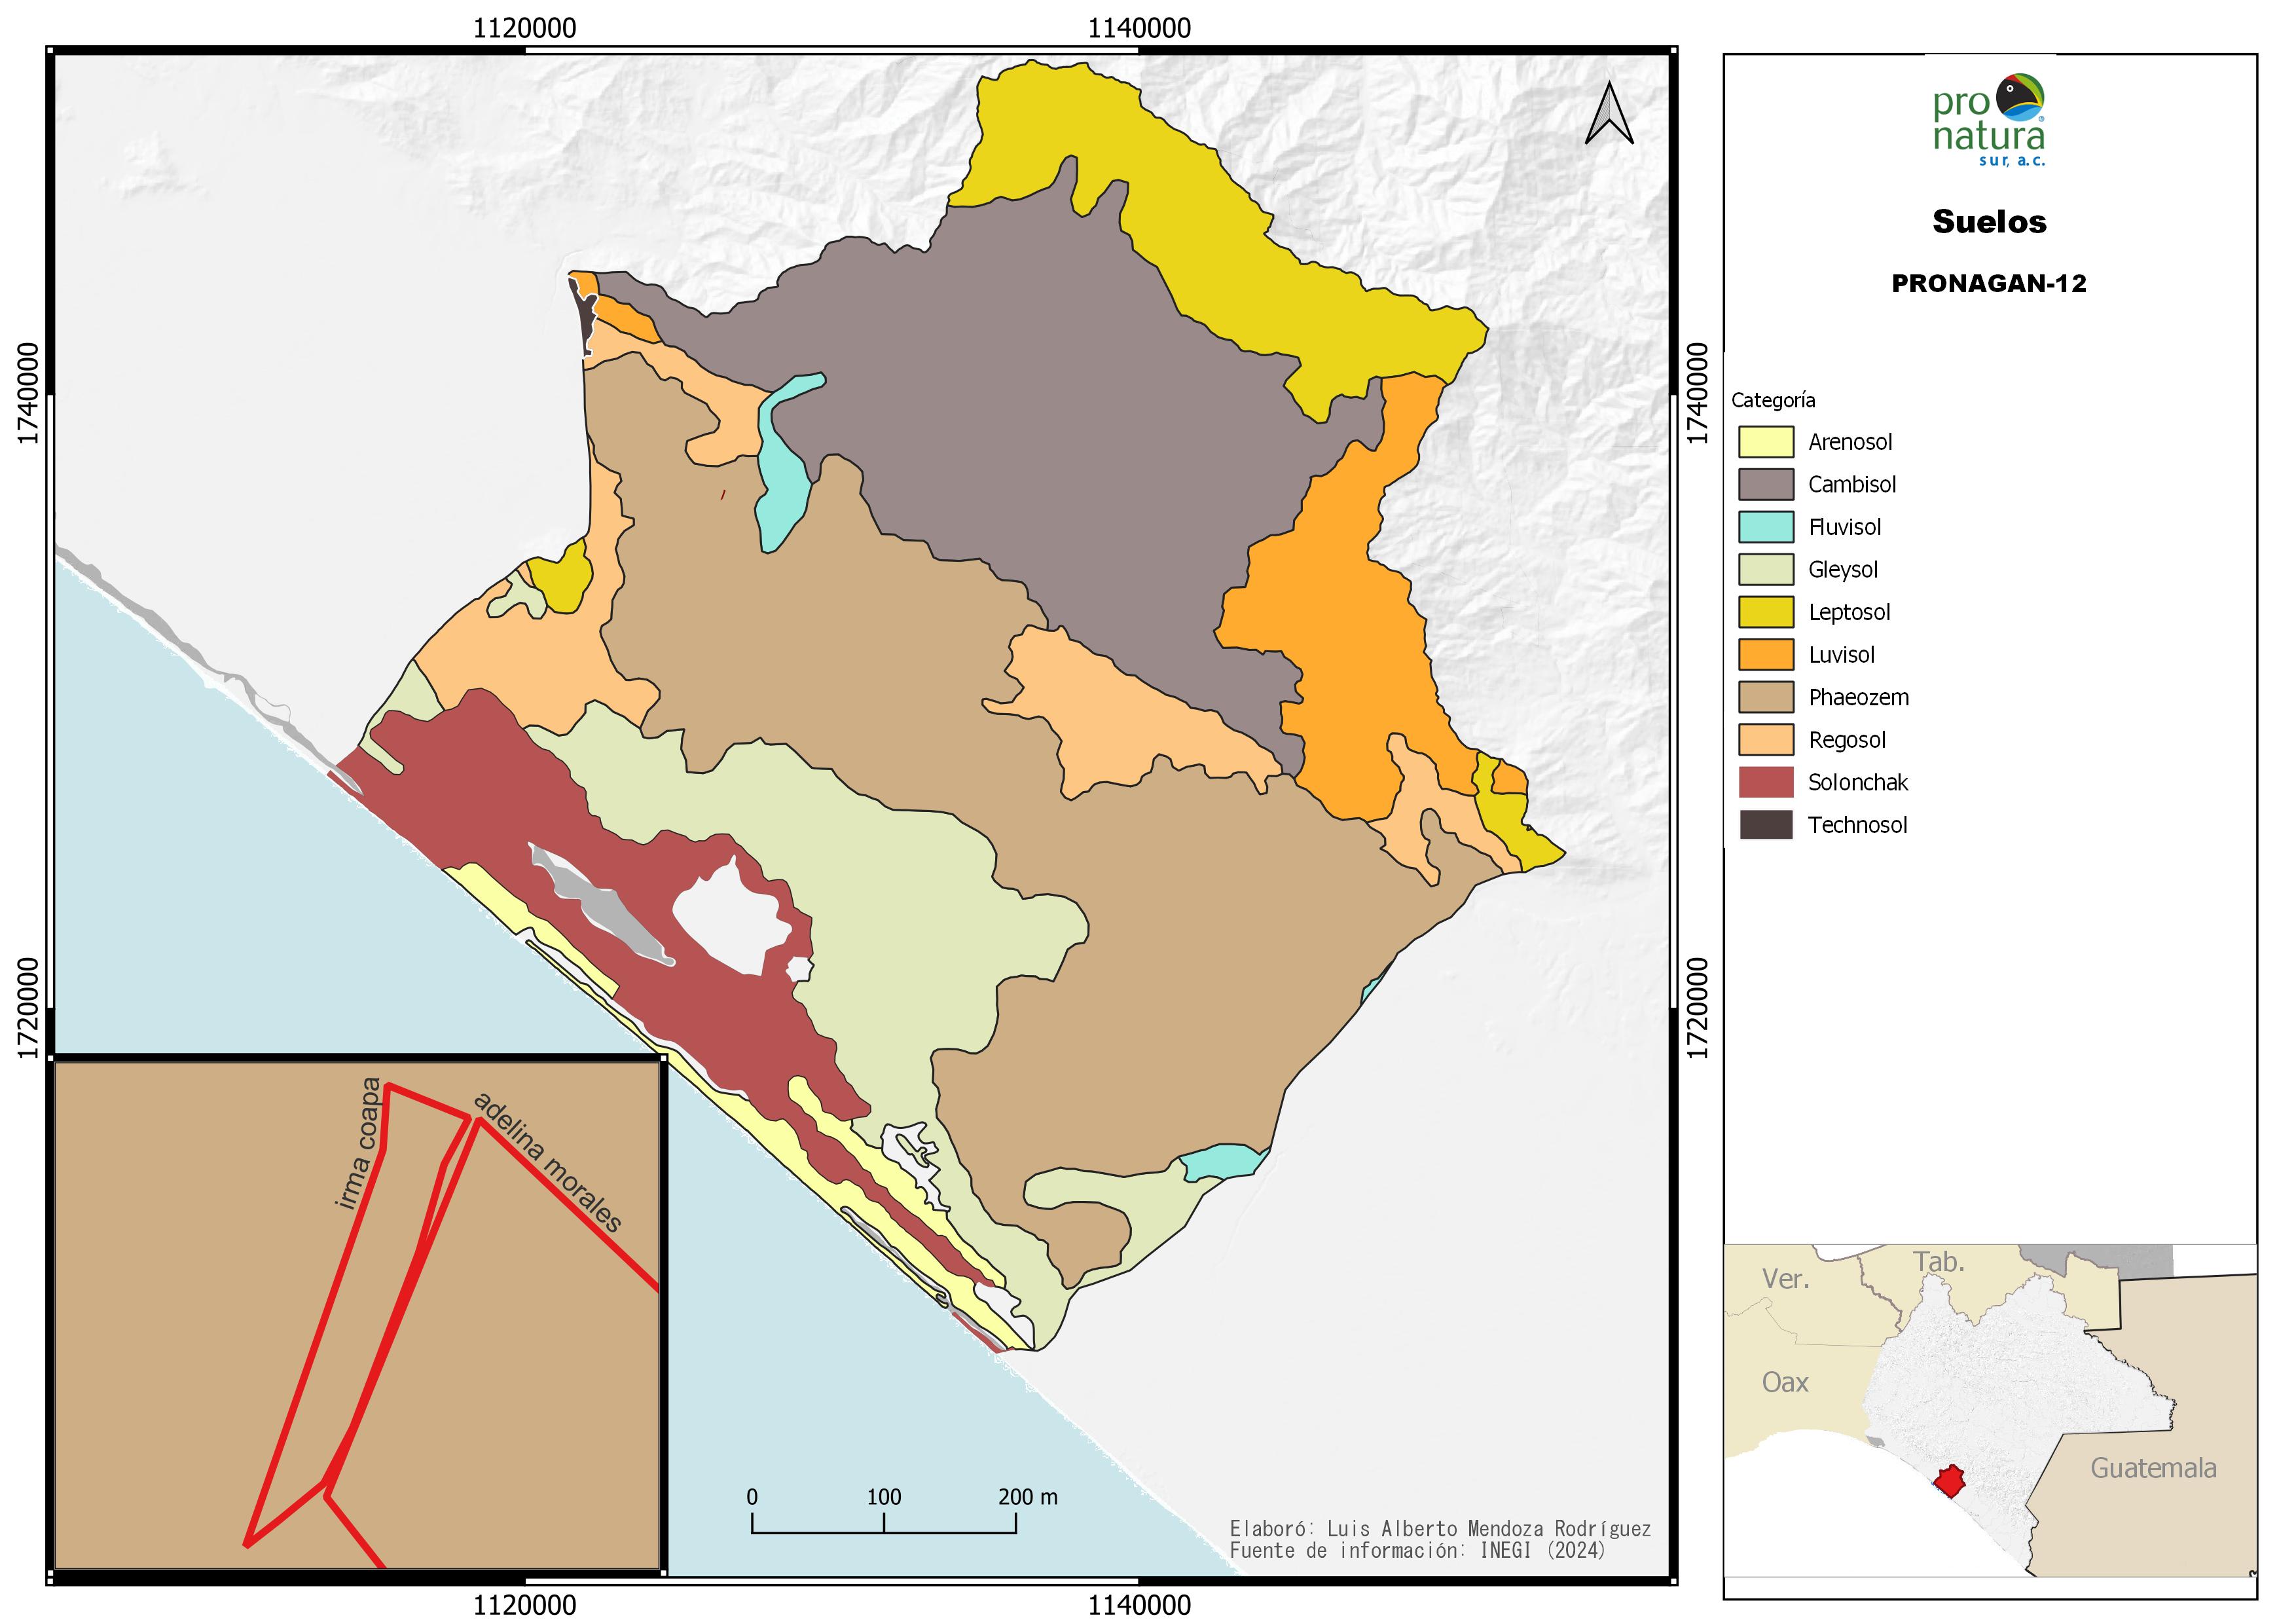 1120000
1140000
1740000
1740000
1720000
1720000
irma coapa
adelina morales
0 100 200 m
Elaboró: Luis Alberto Mendoza Rodríguez
Fuente de información: INEGI (2024)
1120000
1140000
pro
natura
sur, a.c.
Suelos
PRONAGAN-12
Categoría
Arenosol
Cambisol
Fluvisol
Gleysol
Leptosol
Luvisol
Phaeozem
Regosol
Solonchak
Technosol
Ver.
Tab.
Oax
Guatemala